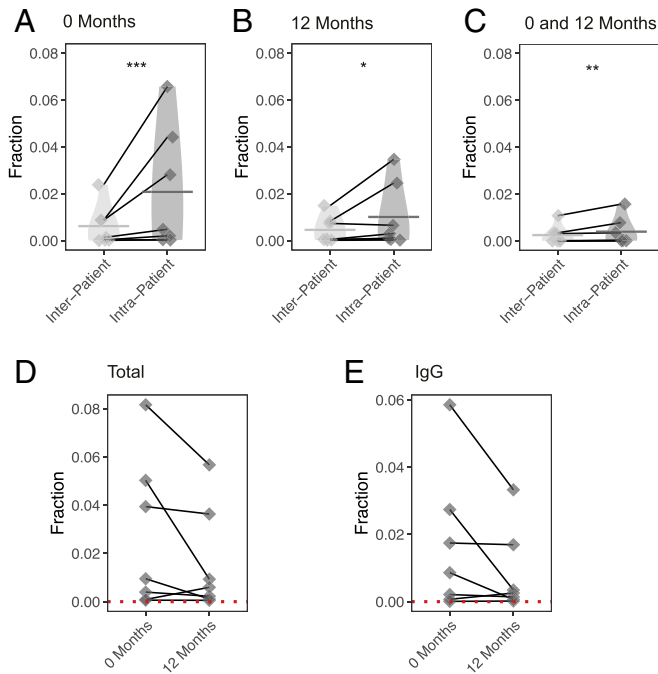 A 0 Months B 12 Months C 0 and 12 Months
*** * **
Fraction
0.08
0.06
0.04
0.02
0.00
Inter-Patient
Intra-Patient
Fraction
0.08
0.06
0.04
0.02
0.00
Inter-Patient
Intra-Patient
Fraction
0.08
0.06
0.04
0.02
0.00
Inter-Patient
Intra-Patient
D Total E IgG
Fraction
0.08
0.06
0.04
0.02
0.00
0 Months
12 Months
Fraction
0.06
0.04
0.02
0.00
0 Months
12 Months